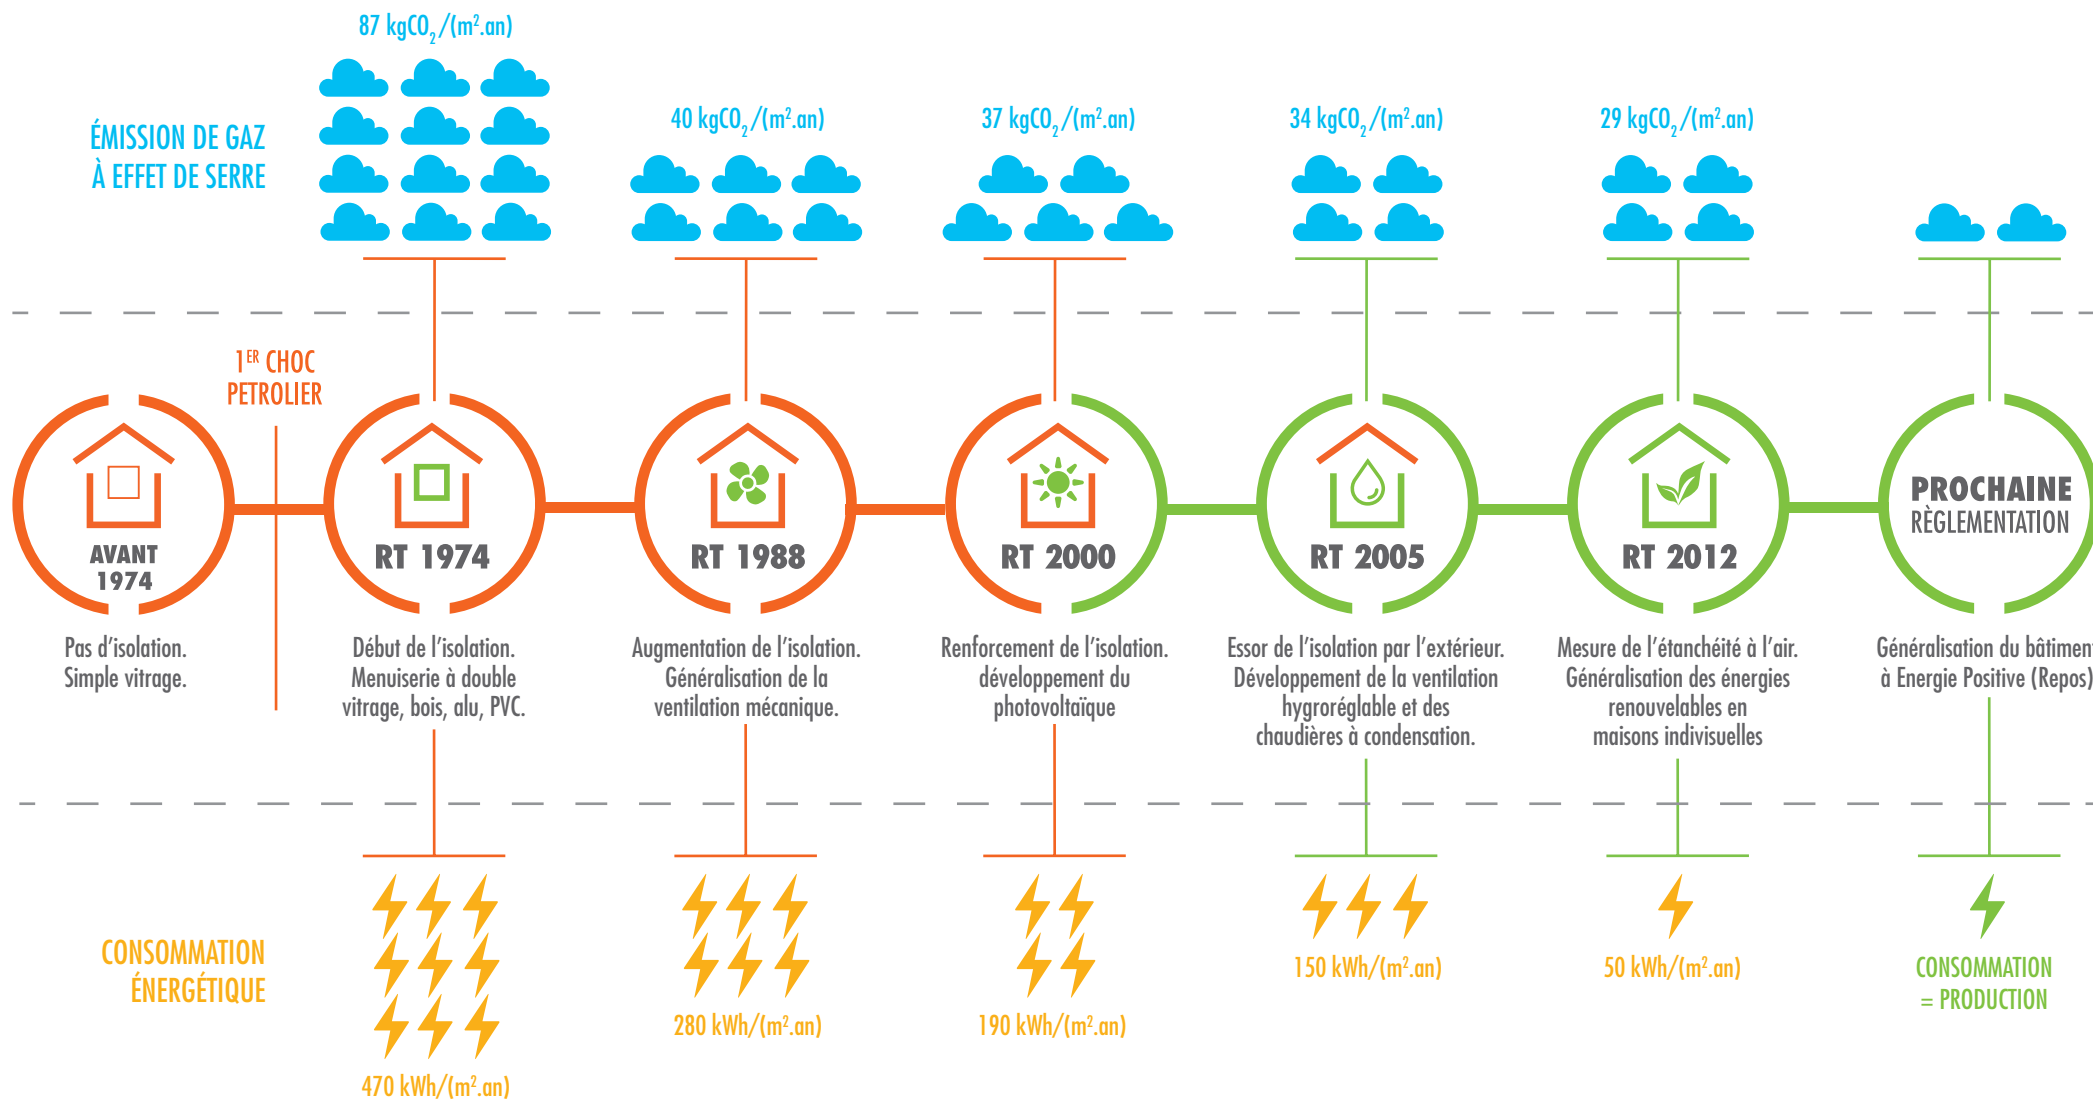 87 kgCO₂/(m².an)
40 kgCO₂/(m².an)
37 kgCO₂/(m².an)
34 kgCO₂/(m².an)
29 kgCO₂/(m².an)
ÉMISSION DE GAZ
À EFFET DE SERRE
1ER CHOC
PETROLIER
AVANT
1974
RT 1974
RT 1988
RT 2000
RT 2005
RT 2012
PROCHAINE
RÈGLEMENTATION
Pas d'isolation.
Simple vitrage.
Début de l'isolation.
Menuiserie à double
vitrage, bois, alu, PVC.
Augmentation de l'isolation.
Généralisation de la
ventilation mécanique.
Renforcement de l'isolation.
développement du
photovoltaïque
Essor de l'isolation par l'extérieur.
Développement de la ventilation
hygroréglable et des
chaudières à condensation.
Mesure de l'étanchéité à l'air.
Généralisation des énergies
renouvelables en
maisons indivisuelles
Généralisation du bâtiment
à Energie Positive (Repos)
CONSOMMATION
ÉNERGÉTIQUE
470 kWh/(m².an)
280 kWh/(m².an)
190 kWh/(m².an)
150 kWh/(m².an)
50 kWh/(m².an)
CONSOMMATION
= PRODUCTION